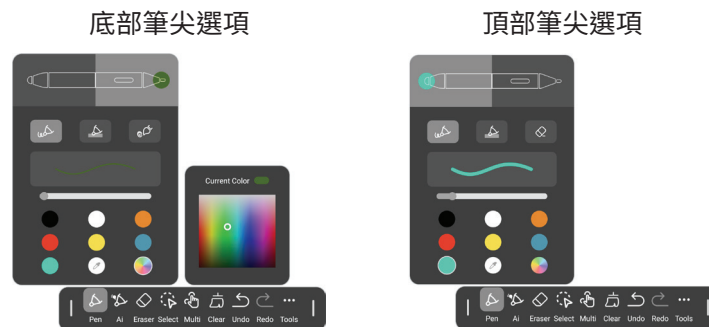 底部筆尖選項
頂部筆尖選項
Current Color
Pen Ai Eraser Select Multi Clear Undo Redo Tools
Pen Ai Eraser Select Multi Clear Undo Redo Tools